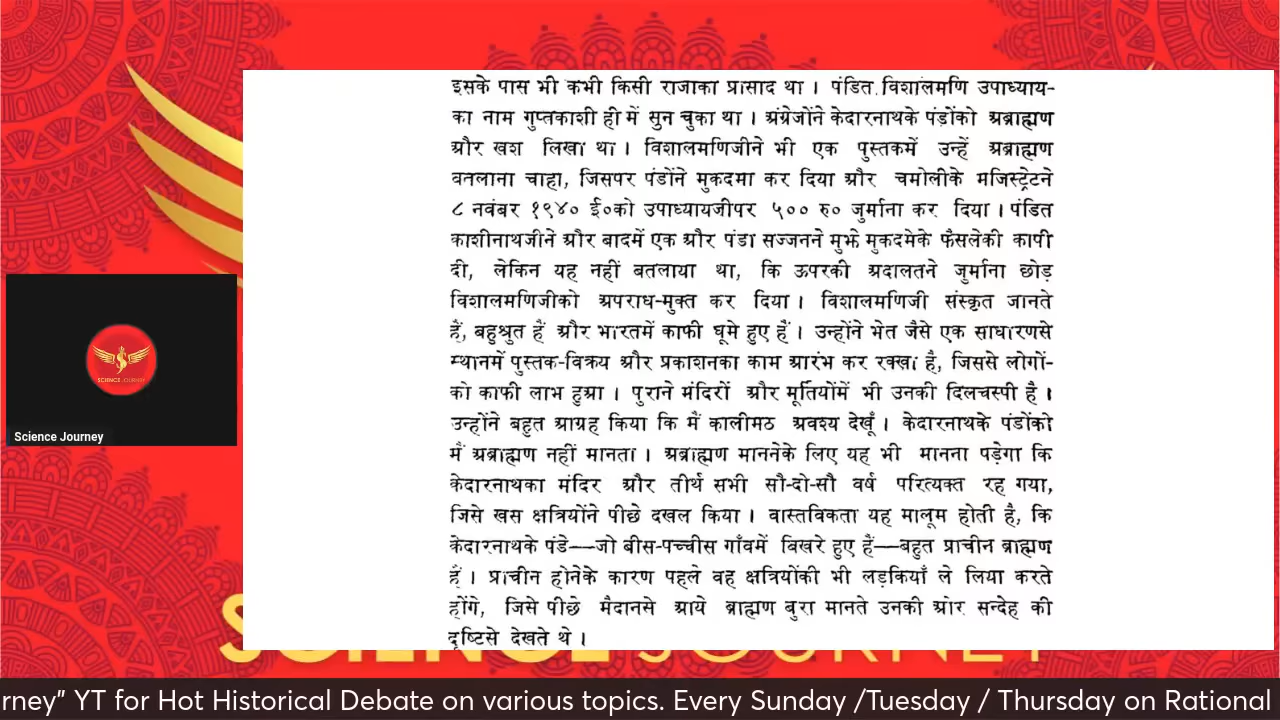 इसके पास भी कभी किसी राजाका प्रासाद था । पंडित विशालमणि उपाध्याय-
का नाम गुप्तकाशी ही में सुन चुका था । अंग्रेजोंने केदारनाथके पंडोंको अब्राह्मण
और खश लिखा था । विशालमणिजीने भी एक पुस्तकमें उन्हें अब्राह्मण
बतलाना चाहा, जिसपर पंडोंने मुकदमा कर दिया और चमोलीके मजिस्ट्रेटने
८ नवंबर १९४० ई०को उपाध्यायजीपर ५०० रु० जुर्माना कर दिया । पंडित
काशीनाथजीने और बादमें एक और पंडा सज्जनने मुझे मुकदमेके फैसलेकी कापी
दी, लेकिन यह नहीं बतलाया था, कि ऊपरकी अदालतने जुर्माना छोड़
विशालमणिजीको अपराध-मुक्त कर दिया । विशालमणिजी संस्कृत जानते
हैं, बहुश्रुत हैं और भारतमें काफी घूमे हुए हैं । उन्होंने भेत जैसे एक साधारणसे
स्थानमें पुस्तक-विक्रय और प्रकाशनका काम आरंभ कर रक्खा है, जिससे लोगों-
को काफी लाभ हुआ । पुराने मंदिरों और मूर्तियोंमें भी उनकी दिलचस्पी है ।
उन्होंने बहुत आग्रह किया कि मैं कालीमठ अवश्य देखूँ । केदारनाथके पंडोंको
मैं अब्राह्मण नहीं मानता । अब्राह्मण माननेके लिए यह भी मानना पड़ेगा कि
केदारनाथका मंदिर और तीर्थ सभी सौ-दो-सौ वर्ष परित्यक्त रह गया,
जिसे खस क्षत्रियोंने पीछे दखल किया । वास्तविकता यह मालूम होती है, कि
केदारनाथके पंडे—जो बीस-पच्चीस गाँवमें बिखरे हुए हैं—बहुत प्राचीन ब्राह्मण
हैं । प्राचीन होनेके कारण पहले वह क्षत्रियोंकी भी लड़कियाँ ले लिया करते
होंगे, जिसे पीछे मैदानसे आये ब्राह्मण बुरा मानते उनकी ओर सन्देह की
दृष्टिसे देखते थे ।
SCIENCE JOURNEY
Science Journey
SCIENCE JOURNEY
rney" YT for Hot Historical Debate on various topics. Every Sunday /Tuesday / Thursday on Rational